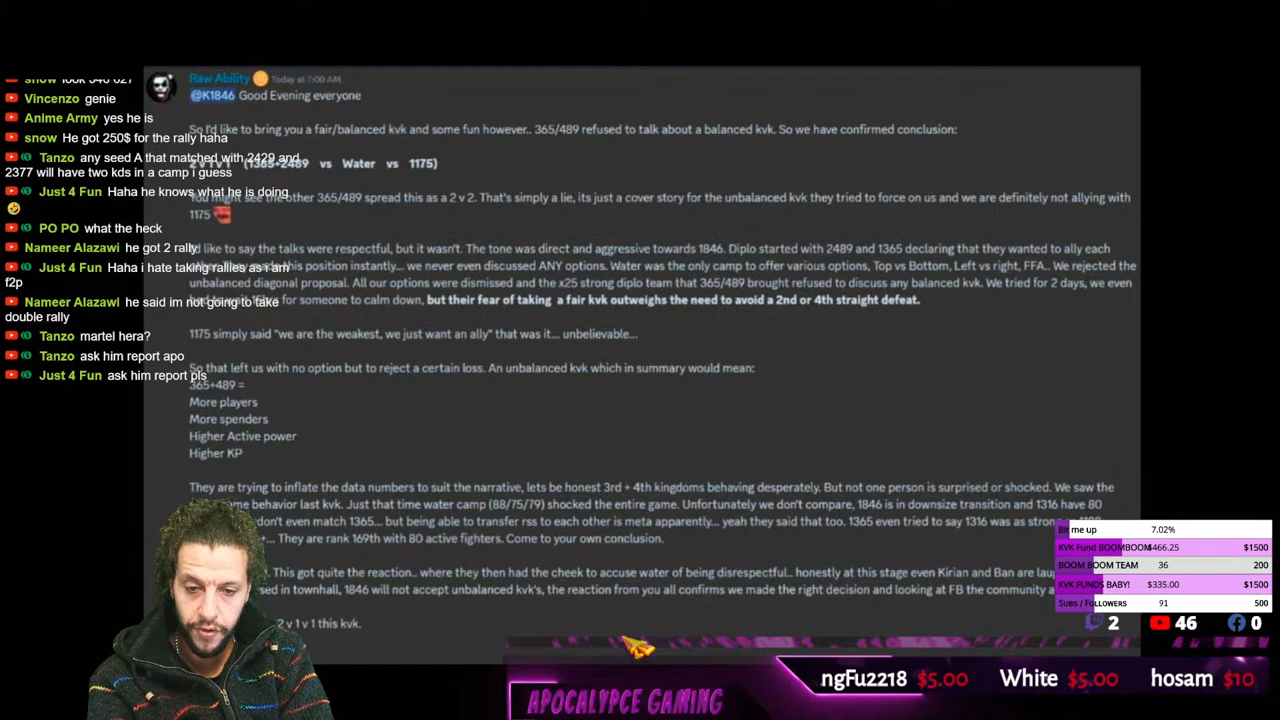 Vincenzo genie
Anime Army yes he is
snow He got 250$ for the rally haha
Tanzo any seed A that matched with 2429 and
2377 will have two kds in a camp i guess
Just 4 Fun Haha he knows what he is doing
🤣
PO PO what the heck
Nameer Alazawi he got 2 rally
Just 4 Fun Haha i hate taking rallies as i am
f2p
Nameer Alazawi he said im not going to take
double rally
Tanzo martel hera?
Tanzo ask him report apo
Just 4 Fun ask him report pls
Raw Ability Today at 7:00 AM
@K1846 Good Evening everyone
So I'd like to bring you a fair/balanced kvk and some fun however.. 365/489 refused to talk about a balanced kvk. So we have confirmed conclusion:
2 v 1 v 1 (1365+2489 vs Water vs 1175)
You might see the other 365/489 spread this as a 2 v 2. That's simply a lie, its just a cover story for the unbalanced kvk they tried to force on us and we are definitely not allying with
1175
like to say the talks were respectful, but it wasn't. The tone was direct and aggressive towards 1846. Diplo started with 2489 and 1365 declaring that they wanted to ally each
this position instantly... we never even discussed ANY options. Water was the only camp to offer various options, Top vs Bottom, Left vs right, FFA.. We rejected the
unbalanced diagonal proposal. All our options were dismissed and the x25 strong diplo team that 365/489 brought refused to discuss any balanced kvk. We tried for 2 days, we even
for someone to calm down, but their fear of taking a fair kvk outweighs the need to avoid a 2nd or 4th straight defeat.
1175 simply said "we are the weakest, we just want an ally" that was it... unbelievable...
So that left us with no option but to reject a certain loss. An unbalanced kvk which in summary would mean:
365+489 =
More players
More spenders
Higher Active power
Higher KP
They are trying to inflate the data numbers to suit the narrative, lets be honest 3rd + 4th kingdoms behaving desperately. But not one person is surprised or shocked. We saw the
me behavior last kvk. Just that time water camp (88/75/79) shocked the entire game. Unfortunately we don't compare, 1846 is in downsize transition and 1316 have 80
don't even match 1365... but being able to transfer rss to each other is meta apparently... yeah they said that too. 1365 even tried to say 1316 was as strong
... They are rank 169th with 80 active fighters. Come to your own conclusion.
. This got quite the reaction.. where they then had the cheek to accuse water of being disrespectful.. honestly at this stage even Kirian and Ban are
sed in townhall, 1846 will not accept unbalanced kvk's, the reaction from you all confirms we made the right decision and looking at FB the community
2 v 1 v 1 this kvk.
me up 7.02%
KVK Fund BOOMBOOM $466.25 $1500
BOOM BOOM TEAM 36 200
KVK FUNDS BABY! $335.00 $1500
Subs / Followers 91 500
2 46 0
APOCALYPCE GAMING
ngFu2218 $5.00 White $5.00 hosam $10